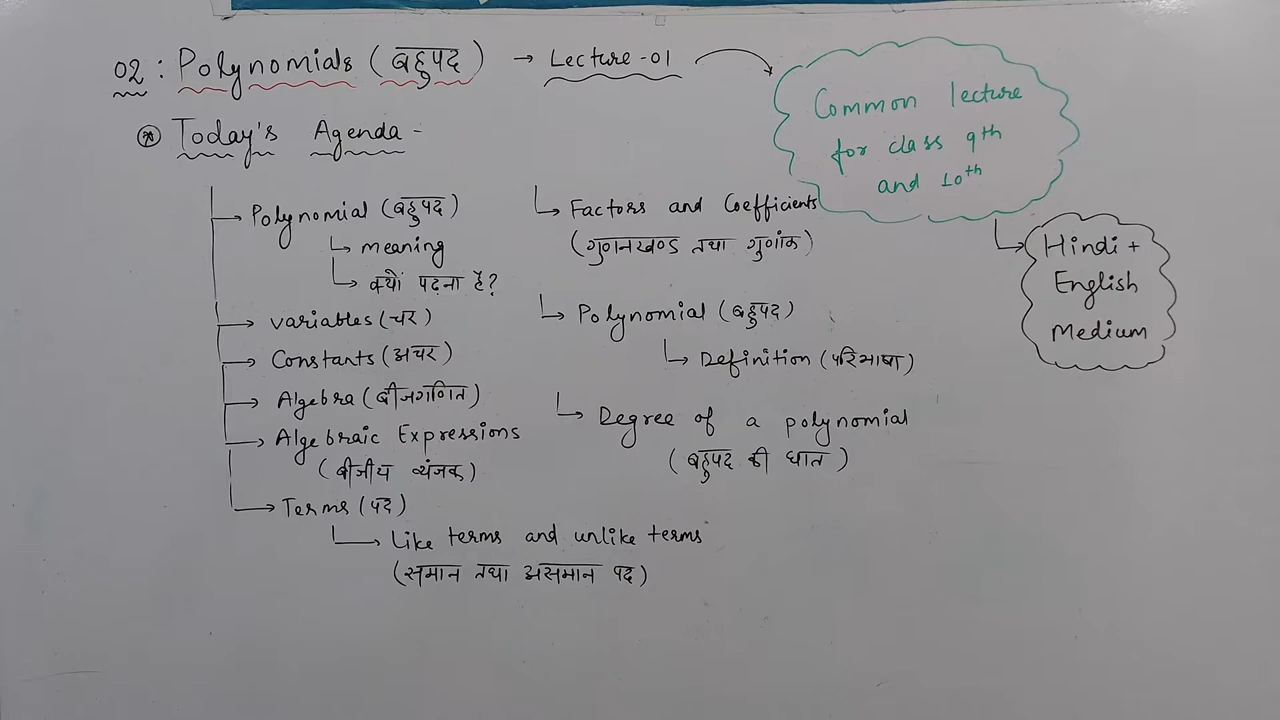 02 : Polynomials (बहुपद) → Lecture -01
Common lecture
for class 9th
and 10th
Hindi +
English
Medium
Today's Agenda -
Polynomial (बहुपद)
meaning
क्यों पढ़ना है?
variables (चर)
Constants (अचर)
Algebra (बीजगणित)
Algebraic Expressions
(बीजीय व्यंजक)
Terms (पद)
Like terms and unlike terms
(समान तथा असमान पद)
Factors and Coefficients
(गुणनखण्ड तथा गुणांक)
Polynomial (बहुपद)
Definition (परिभाषा)
Degree of a polynomial
(बहुपद की घात)